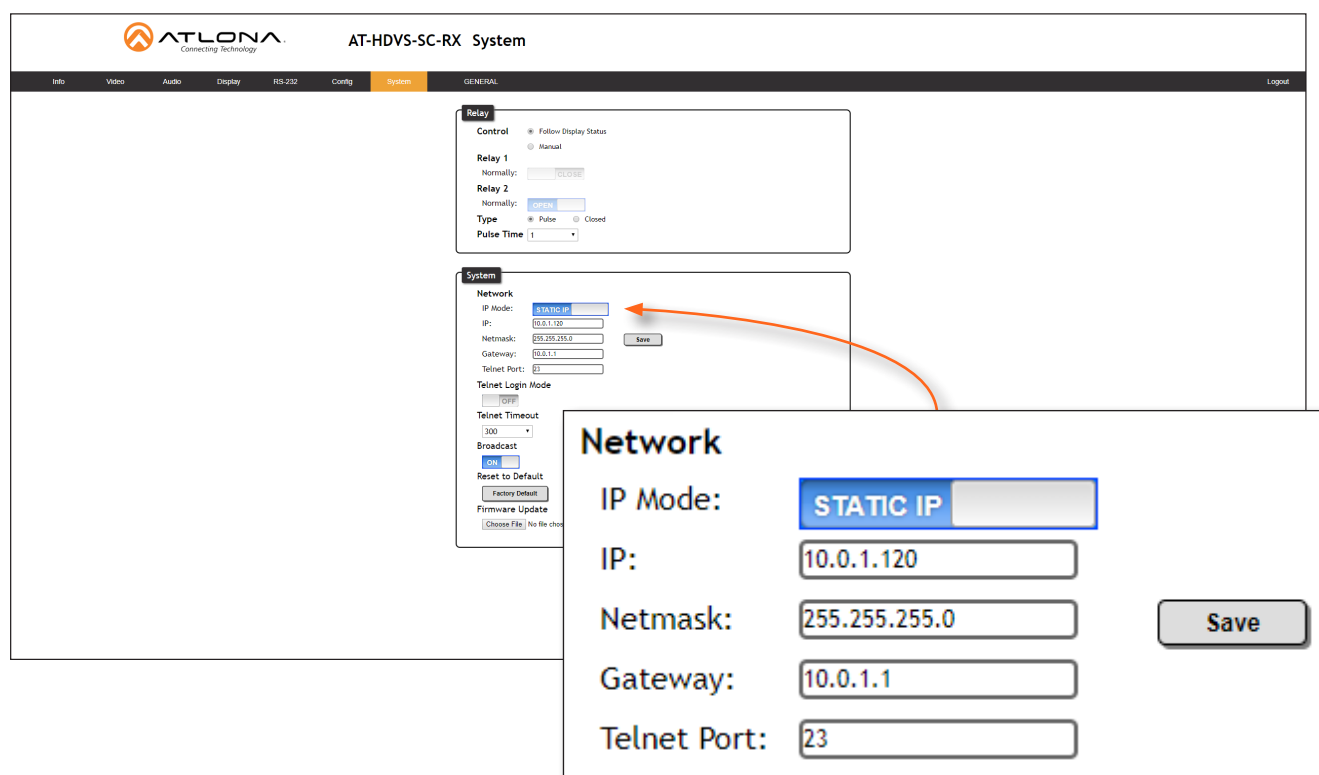 ATLONA.
Connecting Technology
AT-HDVS-SC-RX System
Info Video Audio Display RS-232 Config System GENERAL Logout
Relay
Control Follow Display Status
Manual
Relay 1
Normally: CLOSE
Relay 2
Normally: OPEN
Type Pulse Closed
Pulse Time 1
System
Network
IP Mode: STATIC IP
IP: 10.0.1.120
Netmask: 255.255.255.0 Save
Gateway: 10.0.1.1
Telnet Port: 23
Telnet Login Mode
OFF
Telnet Timeout
300
Broadcast
ON
Reset to Default
Factory Default
Firmware Update
Choose File No file chos
Network
IP Mode: STATIC IP
IP: 10.0.1.120
Netmask: 255.255.255.0 Save
Gateway: 10.0.1.1
Telnet Port: 23